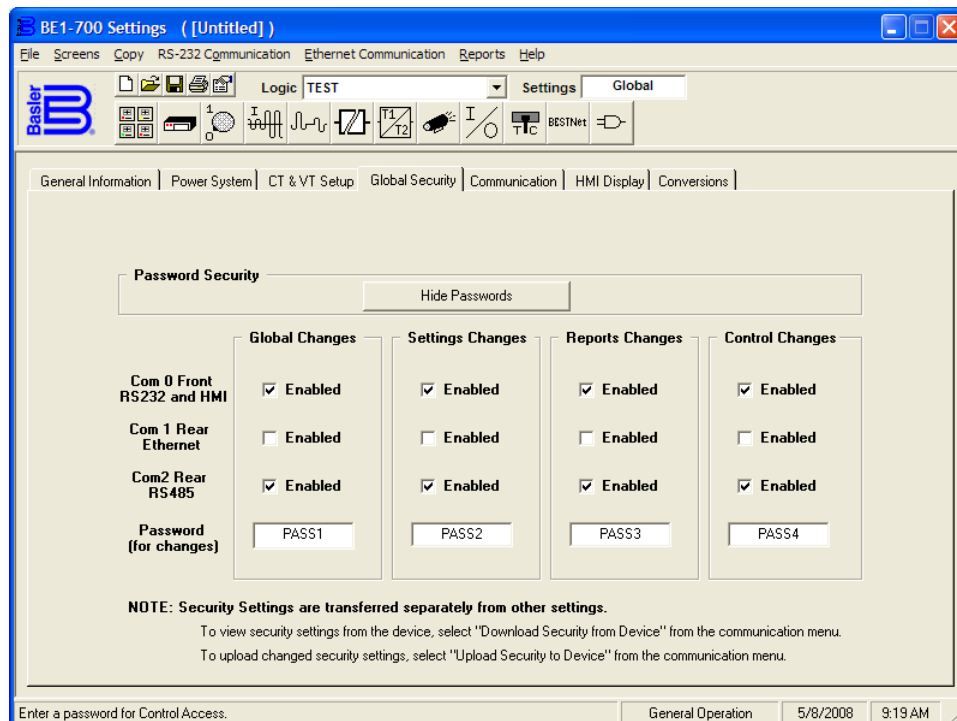 BE1-700 Settings ( [Untitled] )
File Screens Copy RS-232 Communication Ethernet Communication Reports Help
Basler
Logic TEST Settings Global
1 0 I T1 T2 I O T C BESTNet
General Information Power System CT & VT Setup Global Security Communication HMI Display Conversions
Password Security
Hide Passwords
Global Changes Settings Changes Reports Changes Control Changes
Com 0 Front
RS232 and HMI
Enabled Enabled Enabled Enabled
Com 1 Rear
Ethernet
Enabled Enabled Enabled Enabled
Com2 Rear
RS485
Enabled Enabled Enabled Enabled
Password
(for changes)
PASS1 PASS2 PASS3 PASS4
NOTE: Security Settings are transferred separately from other settings.
To view security settings from the device, select "Download Security from Device" from the communication menu.
To upload changed security settings, select "Upload Security to Device" from the communication menu.
Enter a password for Control Access. General Operation 5/8/2008 9:19 AM